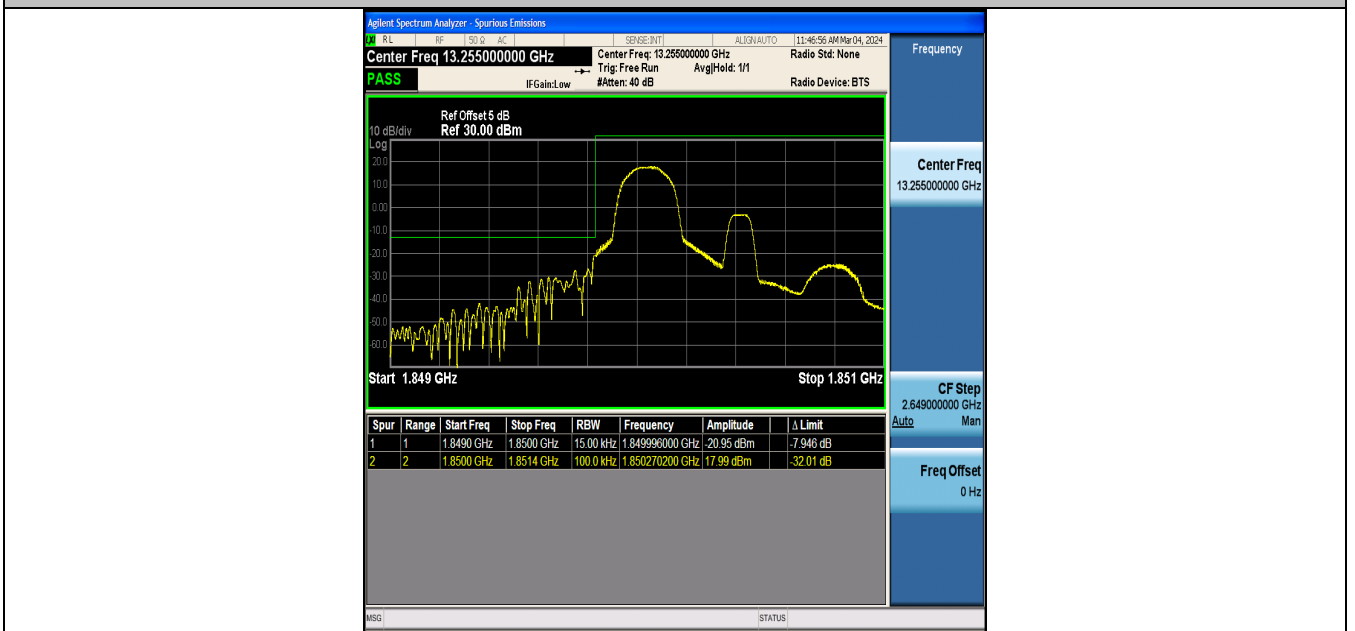 Agilent Spectrum Analyzer - Spurious Emissions
LXI RL RF 50 Ω AC SENSE:INT ALIGN AUTO 11:46:56 AM Mar 04, 2024
Center Freq 13.255000000 GHz Center Freq: 13.255000000 GHz Radio Std: None
Trig: Free Run Avg|Hold: 1/1
PASS IFGain:Low #Atten: 40 dB Radio Device: BTS
Ref Offset 5 dB
10 dB/div Ref 30.00 dBm
Log
20.0
10.0
0.00
-10.0
-20.0
-30.0
-40.0
-50.0
-60.0
Start 1.849 GHz Stop 1.851 GHz
Spur Range Start Freq Stop Freq RBW Frequency Amplitude Δ Limit
1 1 1.8490 GHz 1.8500 GHz 15.00 kHz 1.849996000 GHz -20.95 dBm -7.946 dB
2 2 1.8500 GHz 1.8514 GHz 100.0 kHz 1.850270200 GHz 17.99 dBm -32.01 dB
MSG STATUS
Frequency
Center Freq
13.255000000 GHz
CF Step
2.649000000 GHz
Auto Man
Freq Offset
0 Hz